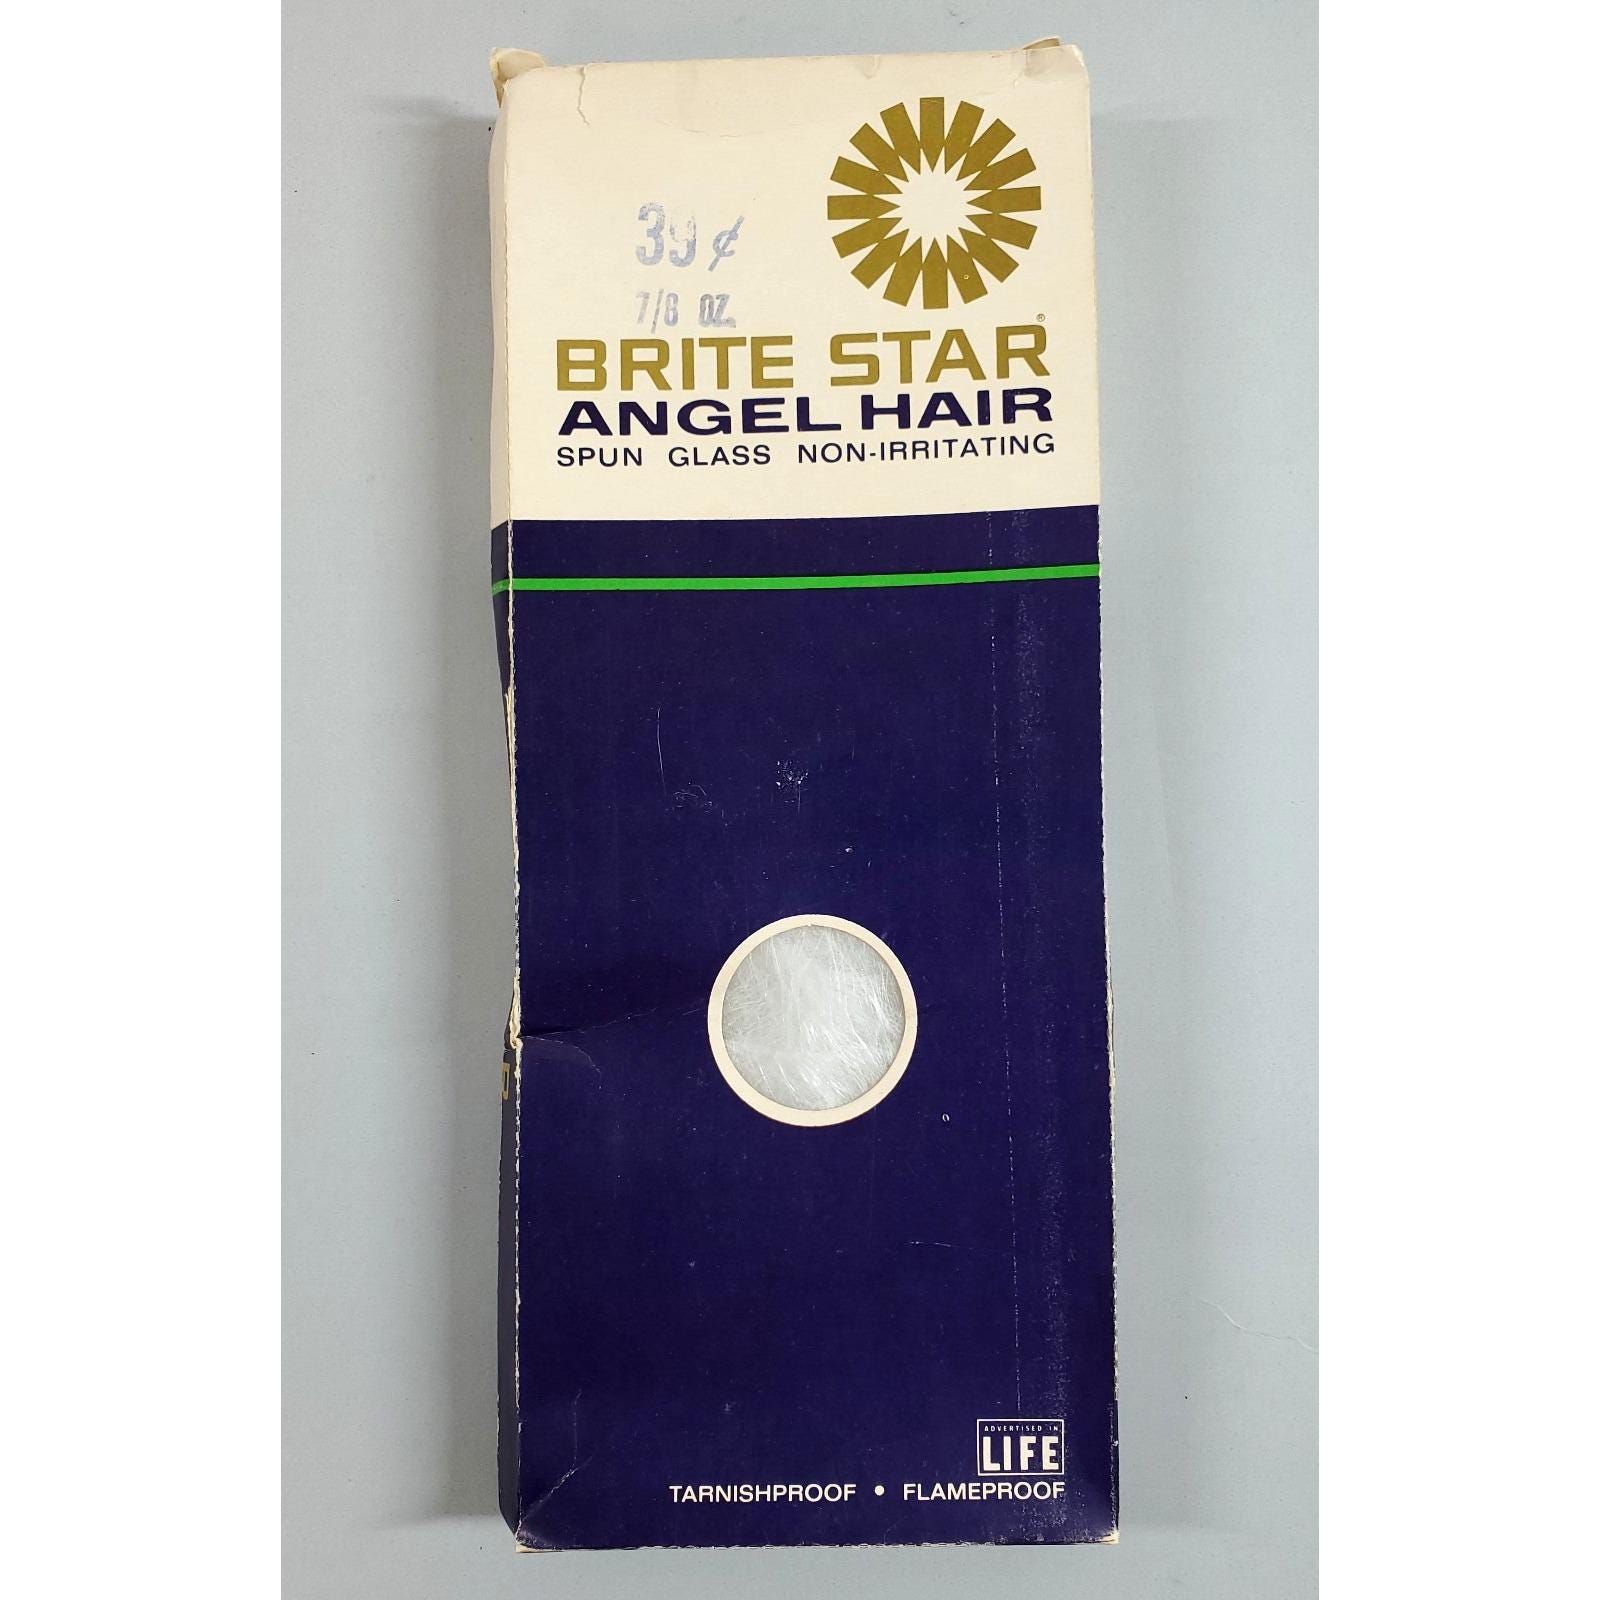 39¢
7/8 OZ.
BRITE STAR®
ANGEL HAIR
SPUN GLASS NON-IRRITATING
ADVERTISED IN
LIFE
TARNISHPROOF • FLAMEPROOF